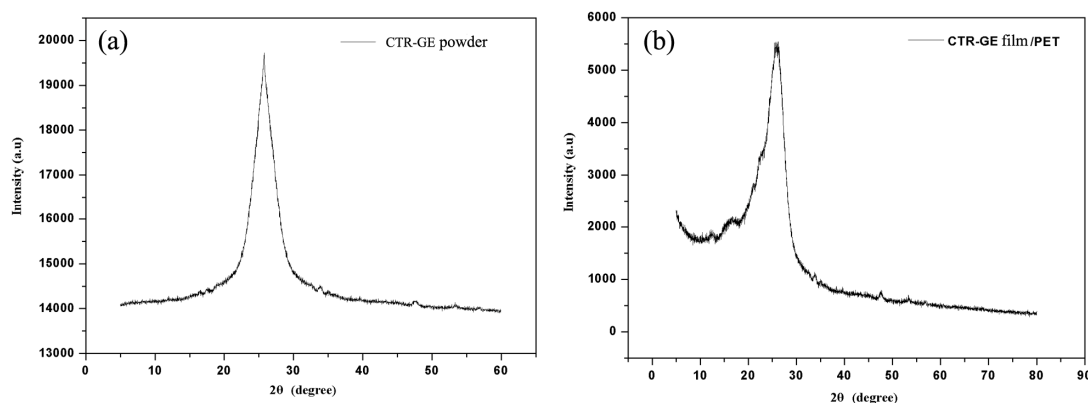 (a)
CTR-GE powder
20000
19000
18000
17000
16000
15000
14000
13000
0 10 20 30 40 50 60
Intensity (a.u)
2θ (degree)
(b)
CTR-GE film/PET
6000
5000
4000
3000
2000
1000
0
0 10 20 30 40 50 60 70 80 90
Intensity (a.u)
2θ (degree)